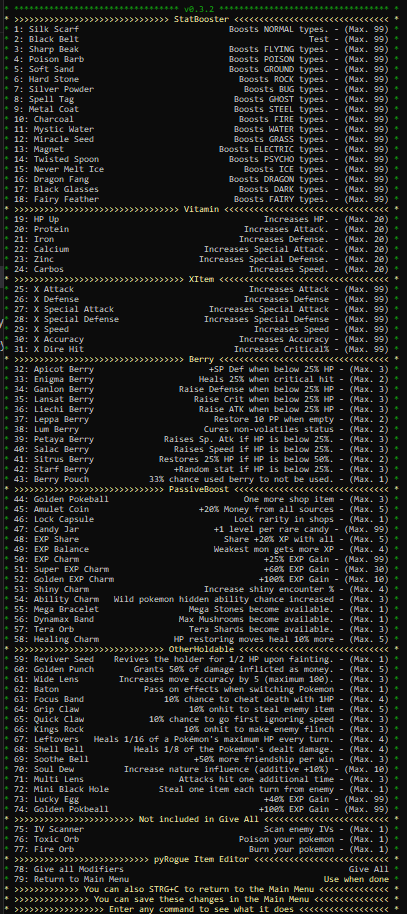 ******************************** v0.3.2 ********************************
* >>>>>>>>>>>>>>>>>>>>>>>>>>>>>> StatBooster <<<<<<<<<<<<<<<<<<<<<<<<<<<<<< *
* 1: Silk Scarf Boosts NORMAL types. - (Max. 99) *
* 2: Black Belt Test - (Max. 99) *
* 3: Sharp Beak Boosts FLYING types. - (Max. 99) *
* 4: Poison Barb Boosts POISON types. - (Max. 99) *
* 5: Soft Sand Boosts GROUND types. - (Max. 99) *
* 6: Hard Stone Boosts ROCK types. - (Max. 99) *
* 7: Silver Powder Boosts BUG types. - (Max. 99) *
* 8: Spell Tag Boosts GHOST types. - (Max. 99) *
* 9: Metal Coat Boosts STEEL types. - (Max. 99) *
* 10: Charcoal Boosts FIRE types. - (Max. 99) *
* 11: Mystic Water Boosts WATER types. - (Max. 99) *
* 12: Miracle Seed Boosts GRASS types. - (Max. 99) *
* 13: Magnet Boosts ELECTRIC types. - (Max. 99) *
* 14: Twisted Spoon Boosts PSYCHO types. - (Max. 99) *
* 15: Never Melt Ice Boosts ICE types. - (Max. 99) *
* 16: Dragon Fang Boosts DRAGON types. - (Max. 99) *
* 17: Black Glasses Boosts DARK types. - (Max. 99) *
* 18: Fairy Feather Boosts FAIRY types. - (Max. 99) *
* >>>>>>>>>>>>>>>>>>>>>>>>>>>>>>>> Vitamin <<<<<<<<<<<<<<<<<<<<<<<<<<<<<<<< *
* 19: HP Up Increases HP. - (Max. 20) *
* 20: Protein Increases Attack. - (Max. 20) *
* 21: Iron Increases Defense. - (Max. 20) *
* 22: Calcium Increases Special Attack. - (Max. 20) *
* 23: Zinc Increases Special Defense. - (Max. 20) *
* 24: Carbos Increases Speed. - (Max. 20) *
* >>>>>>>>>>>>>>>>>>>>>>>>>>>>>>>>> XItem <<<<<<<<<<<<<<<<<<<<<<<<<<<<<<<<< *
* 25: X Attack Increases Attack - (Max. 99) *
* 26: X Defense Increases Defense - (Max. 99) *
* 27: X Special Attack Increases Special Attack - (Max. 99) *
* 28: X Special Defense Increases Special Defense - (Max. 99) *
* 29: X Speed Increases Speed - (Max. 99) *
* 30: X Accuracy Increases Accuracy - (Max. 99) *
* 31: X Dire Hit Increases Critical% - (Max. 99) *
* >>>>>>>>>>>>>>>>>>>>>>>>>>>>>>>>> Berry <<<<<<<<<<<<<<<<<<<<<<<<<<<<<<<<< *
* 32: Apicot Berry +SP Def when below 25% HP - (Max. 3) *
* 33: Enigma Berry Heals 25% when critical hit - (Max. 2) *
* 34: Ganlon Berry Raise Defense when below 25% HP - (Max. 3) *
* 35: Lansat Berry Raise Crit when below 25% HP - (Max. 3) *
* 36: Liechi Berry Raise ATK when below 25% HP - (Max. 3) *
* 37: Leppa Berry Restore 10 PP when empty - (Max. 2) *
* 38: Lum Berry Cures non-volatiles status - (Max. 2) *
* 39: Petaya Berry Raises Sp. Atk if HP is below 25%. - (Max. 3) *
* 40: Salac Berry Raises Speed if HP is below 25%. - (Max. 3) *
* 41: Sitrus Berry Restores 25% HP if HP is below 50%. - (Max. 2) *
* 42: Starf Berry +Random stat if HP is below 25%. - (Max. 3) *
* 43: Berry Pouch 33% chance used berry to not be used. - (Max. 1) *
* >>>>>>>>>>>>>>>>>>>>>>>>>>>>> PassiveBoost <<<<<<<<<<<<<<<<<<<<<<<<<<<<< *
* 44: Golden Pokeball One more shop item - (Max. 3) *
* 45: Amulet Coin +20% Money from all sources - (Max. 5) *
* 46: Lock Capsule Lock rarity in shops - (Max. 1) *
* 47: Candy Jar +1 level per rare candy - (Max. 99) *
* 48: EXP Share Share +20% XP with all - (Max. 5) *
* 49: EXP Balance Weakest mon gets more XP - (Max. 4) *
* 50: EXP Charm +25% EXP Gain - (Max. 99) *
* 51: Super EXP Charm +60% EXP Gain - (Max. 30) *
* 52: Golden EXP Charm +100% EXP Gain - (Max. 10) *
* 53: Shiny Charm Increase shiny encounter % - (Max. 4) *
* 54: Ability Charm Wild pokemon hidden ability chance increased - (Max. 3) *
* 55: Mega Bracelet Mega Stones become available. - (Max. 1) *
* 56: Dynamax Band Max Mushrooms become available. - (Max. 1) *
* 57: Tera Orb Tera Shards become available. - (Max. 3) *
* 58: Healing Charm HP restoring moves heal 10% more - (Max. 5) *
* >>>>>>>>>>>>>>>>>>>>>>>>>>>>> OtherHoldable <<<<<<<<<<<<<<<<<<<<<<<<<<<<< *
* 59: Reviver Seed Revives the holder for 1/2 HP upon fainting. - (Max. 1) *
* 60: Golden Punch Grants 50% of damage inflicted as money. - (Max. 5) *
* 61: Wide Lens Increases move accuracy by 5 (maximum 100). - (Max. 3) *
* 62: Baton Pass on effects when switching Pokemon - (Max. 1) *
* 63: Focus Band 10% chance to cheat death with 1HP - (Max. 4) *
* 64: Grip Claw 10% onhit to steal enemy item - (Max. 5) *
* 65: Quick Claw 10% chance to go first ignoring speed - (Max. 3) *
* 66: Kings Rock 10% onhit to make enemy flinch - (Max. 3) *
* 67: Leftovers Heals 1/16 of a Pokémon's maximum HP every turn. - (Max. 4) *
* 68: Shell Bell Heals 1/8 of the Pokemon's dealt damage. - (Max. 4) *
* 69: Soothe Bell +50% more friendship per win - (Max. 3) *
* 70: Soul Dew Increase nature influence (additive +10%) - (Max. 10) *
* 71: Multi Lens Attacks hit one additional time - (Max. 3) *
* 72: Mini Black Hole Steal one item each turn from enemy - (Max. 1) *
* 73: Lucky Egg +40% EXP Gain - (Max. 99) *
* 74: Golden Pokbeall +100% EXP Gain - (Max. 99) *
* >>>>>>>>>>>>>>>>>>>>>>>> Not included in Give All <<<<<<<<<<<<<<<<<<<<<<<< *
* 75: IV Scanner Scan enemy IVs - (Max. 1) *
* 76: Toxic Orb Poison your pokemon - (Max. 1) *
* 77: Fire Orb Burn your pokemon - (Max. 1) *
* >>>>>>>>>>>>>>>>>>>>>>>>>> pyRogue Item Editor <<<<<<<<<<<<<<<<<<<<<<<<<< *
* 78: Give all Modifiers Give All *
* 79: Return to Main Menu Use when done *
* >>>>>>>>>>>>> You can also STRG+C to return to the Main Menu <<<<<<<<<<<<< *
* >>>>>>>>>>>>>>> You can save these changes in the Main Menu <<<<<<<<<<<<<<< *
* >>>>>>>>>>>>>>>>>> Enter any command to see what it does <<<<<<<<<<<<<<<<<< *